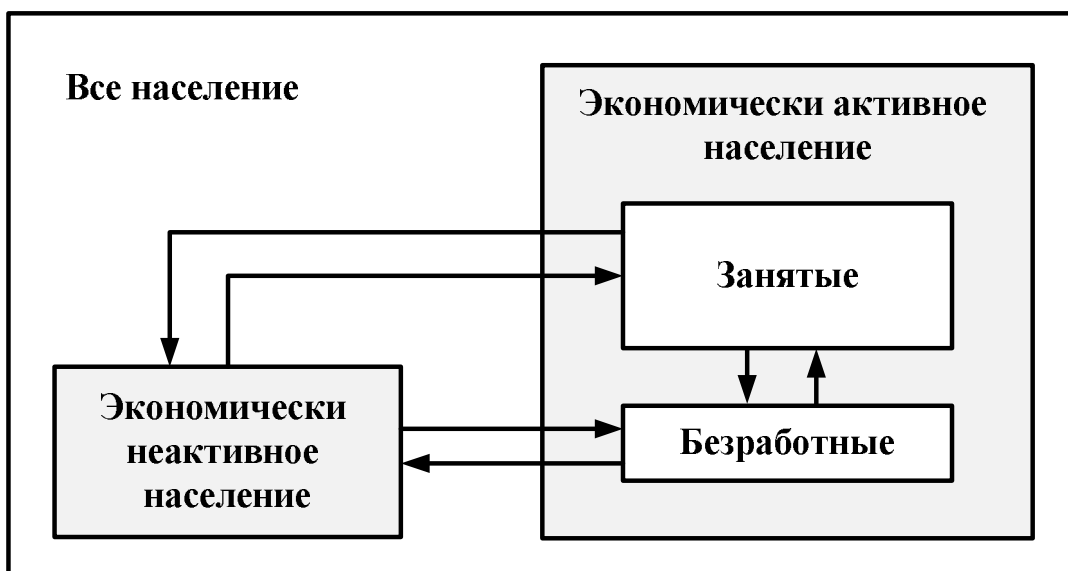 Все население
Экономически активное
население
Занятые
Экономически
неактивное
население
Безработные